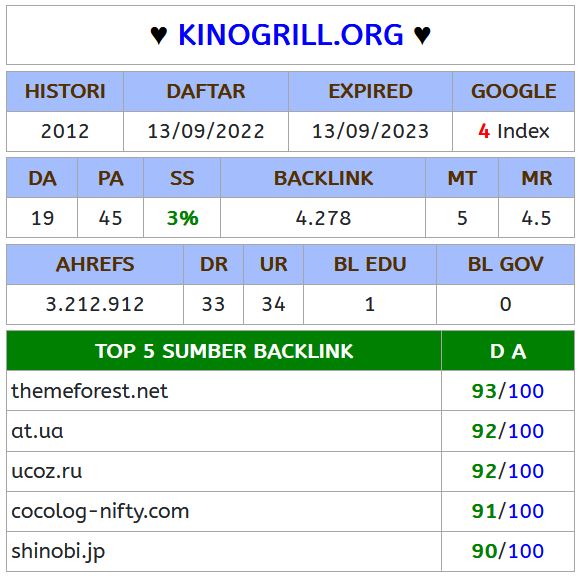 ♥ KINOGRILL.ORG ♥
HISTORI DAFTAR EXPIRED GOOGLE
2012 13/09/2022 13/09/2023 4 Index
DA PA SS BACKLINK MT MR
19 45 3% 4.278 5 4.5
AHREFS DR UR BL EDU BL GOV
3.212.912 33 34 1 0
TOP 5 SUMBER BACKLINK D A
themeforest.net 93/100
at.ua 92/100
ucoz.ru 92/100
cocolog-nifty.com 91/100
shinobi.jp 90/100